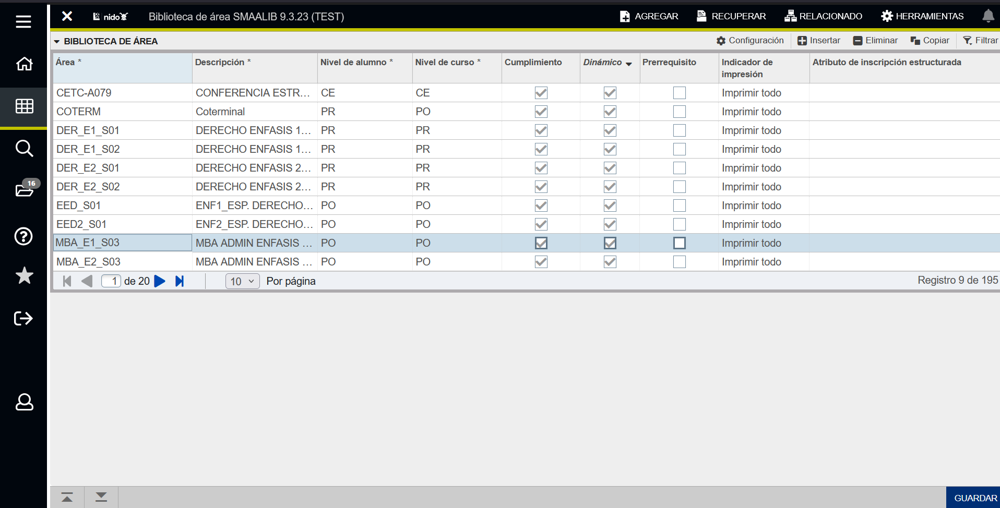 nido
Biblioteca de área SMAALIB 9.3.23 (TEST)
AGREGAR RECUPERAR RELACIONADO HERRAMIENTAS
BIBLIOTECA DE ÁREA
Configuración Insertar Eliminar Copiar Filtrar
Área * Descripción * Nivel de alumno * Nivel de curso * Cumplimiento Dinámico Prerrequisito Indicador de impresión Atributo de inscripción estructurada
CETC-A079 CONFERENCIA ESTR... CE CE Imprimir todo
COTERM Coterminal PR PO Imprimir todo
DER_E1_S01 DERECHO ENFASIS 1... PR PR Imprimir todo
DER_E1_S02 DERECHO ENFASIS 1... PR PR Imprimir todo
DER_E2_S01 DERECHO ENFASIS 2... PR PR Imprimir todo
DER_E2_S02 DERECHO ENFASIS 2... PR PR Imprimir todo
EED_S01 ENF1_ESP. DERECHO... PO PO Imprimir todo
EED2_S01 ENF2_ESP. DERECHO... PO PO Imprimir todo
MBA_E1_S03 MBA ADMIN ENFASIS ... PO PO Imprimir todo
MBA_E2_S03 MBA ADMIN ENFASIS ... PO PO Imprimir todo
1 de 20 10 Por página Registro 9 de 195
16
GUARDAR